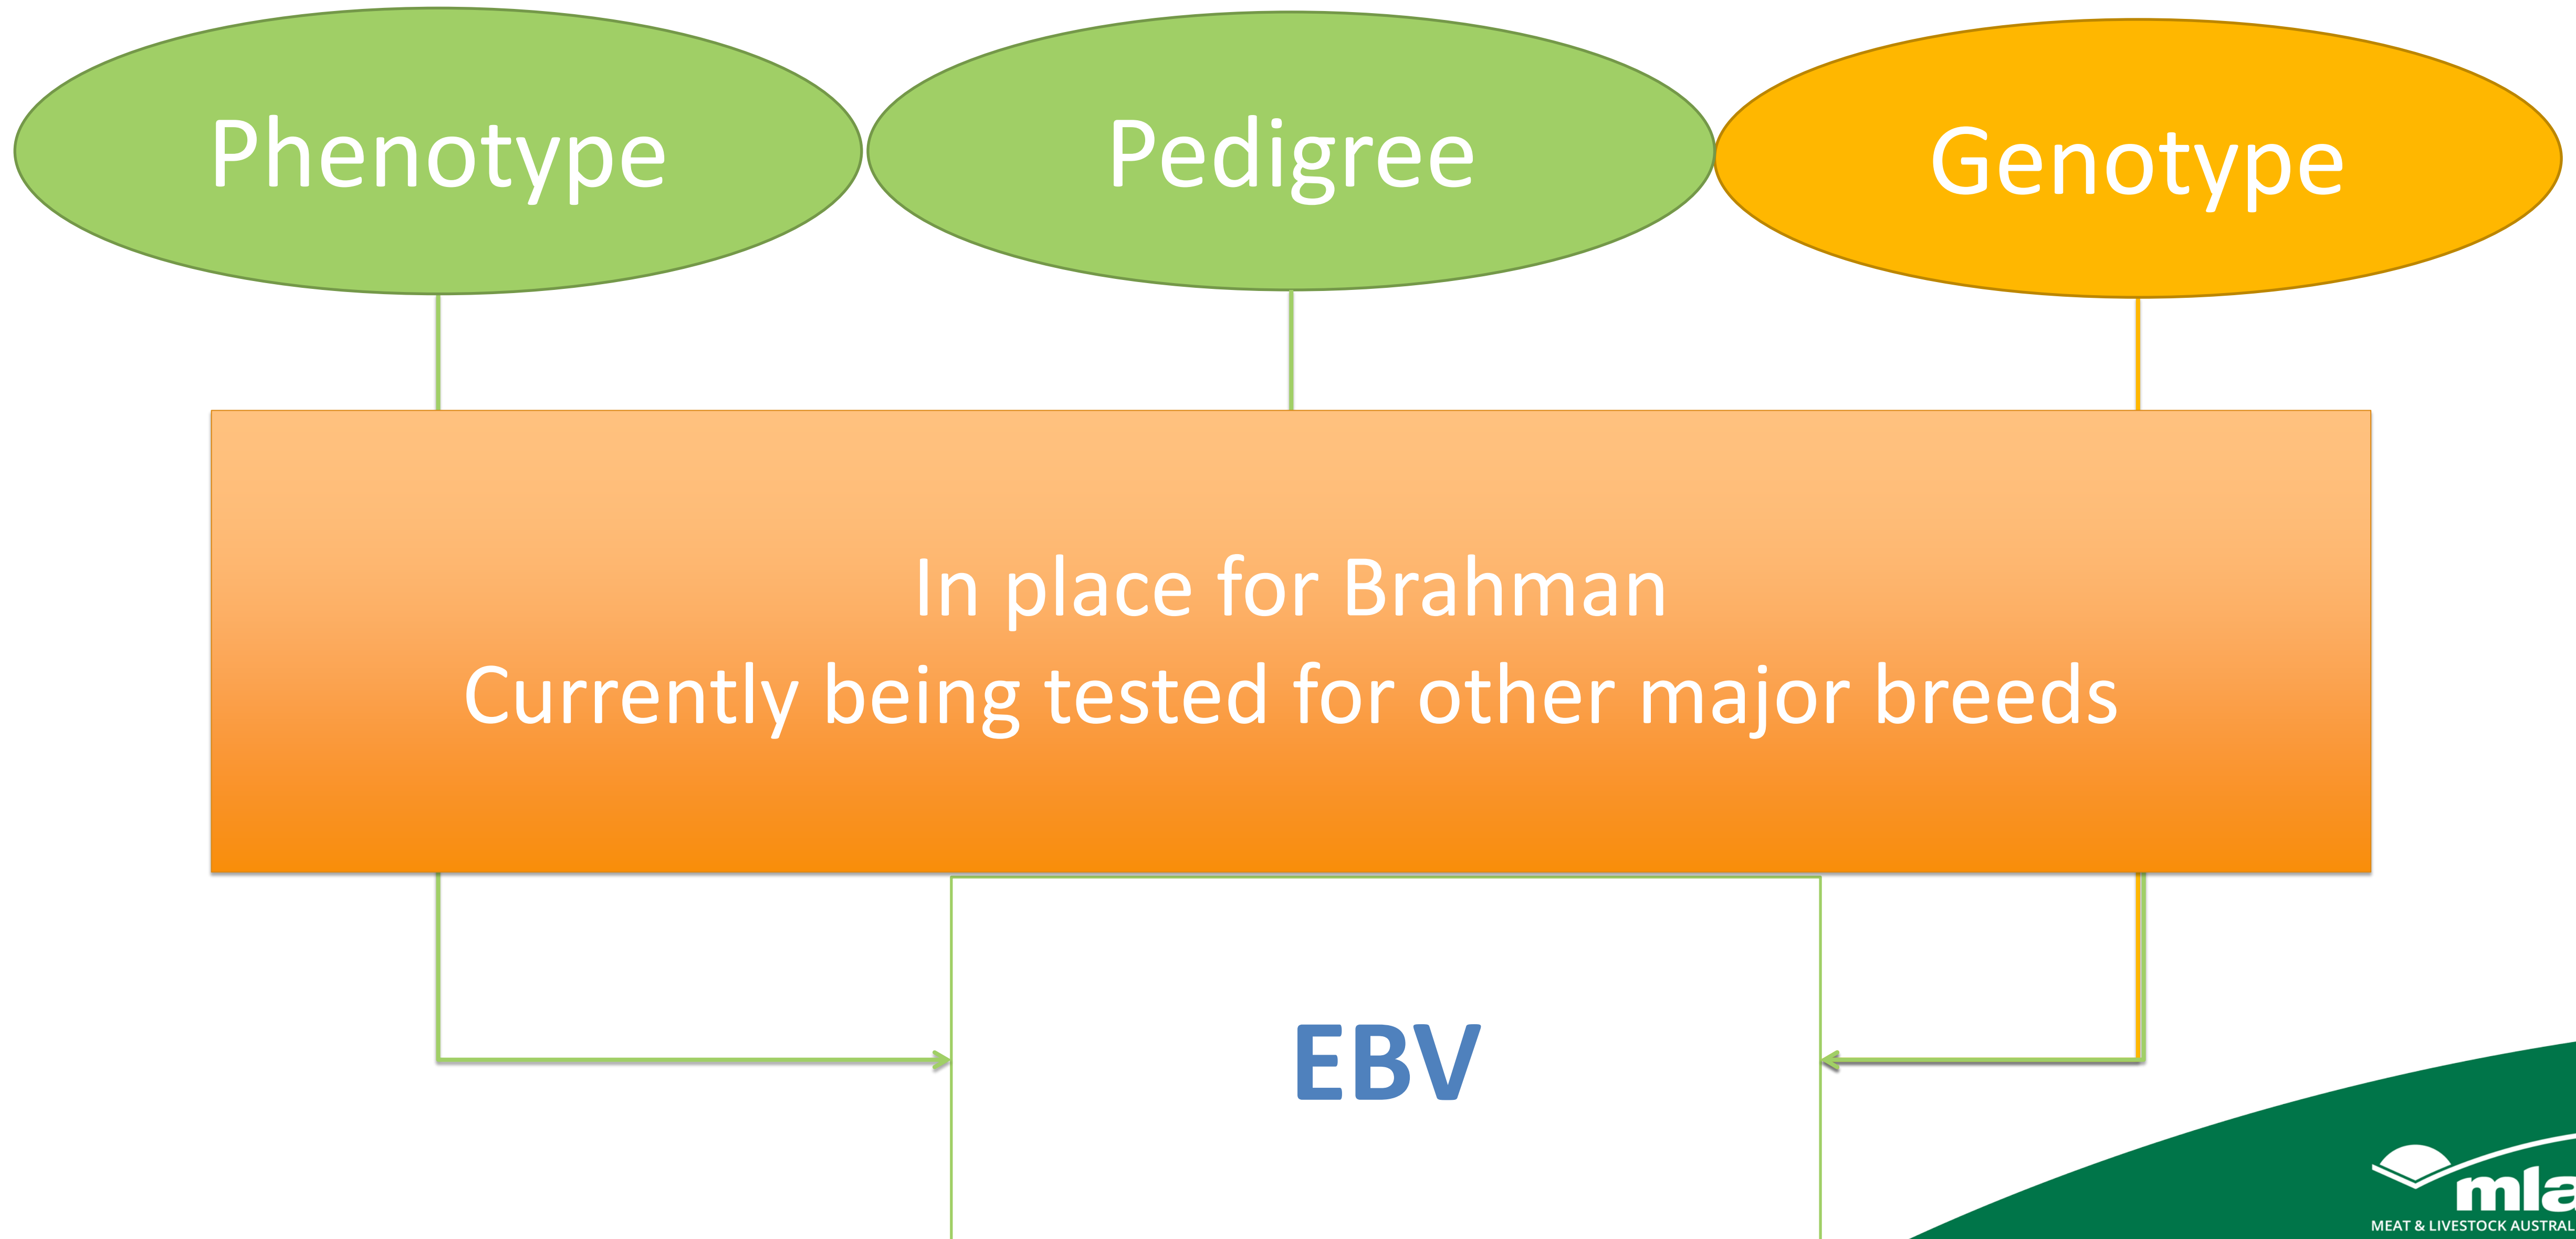 Phenotype
Pedigree
Genotype
In place for Brahman
Currently being tested for other major breeds
EBV
mla
MEAT & LIVESTOCK AUSTRAL